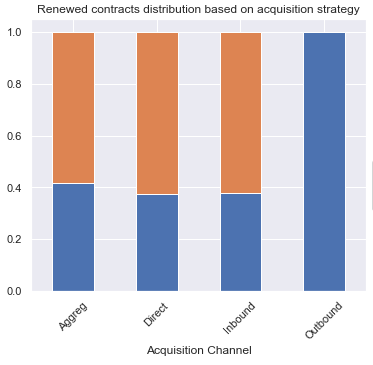 Renewed contracts distribution based on acquisition strategy
1.0
0.8
0.6
0.4
0.2
0.0
Aggreg
Direct
Inbound
Outbound
Acquisition Channel